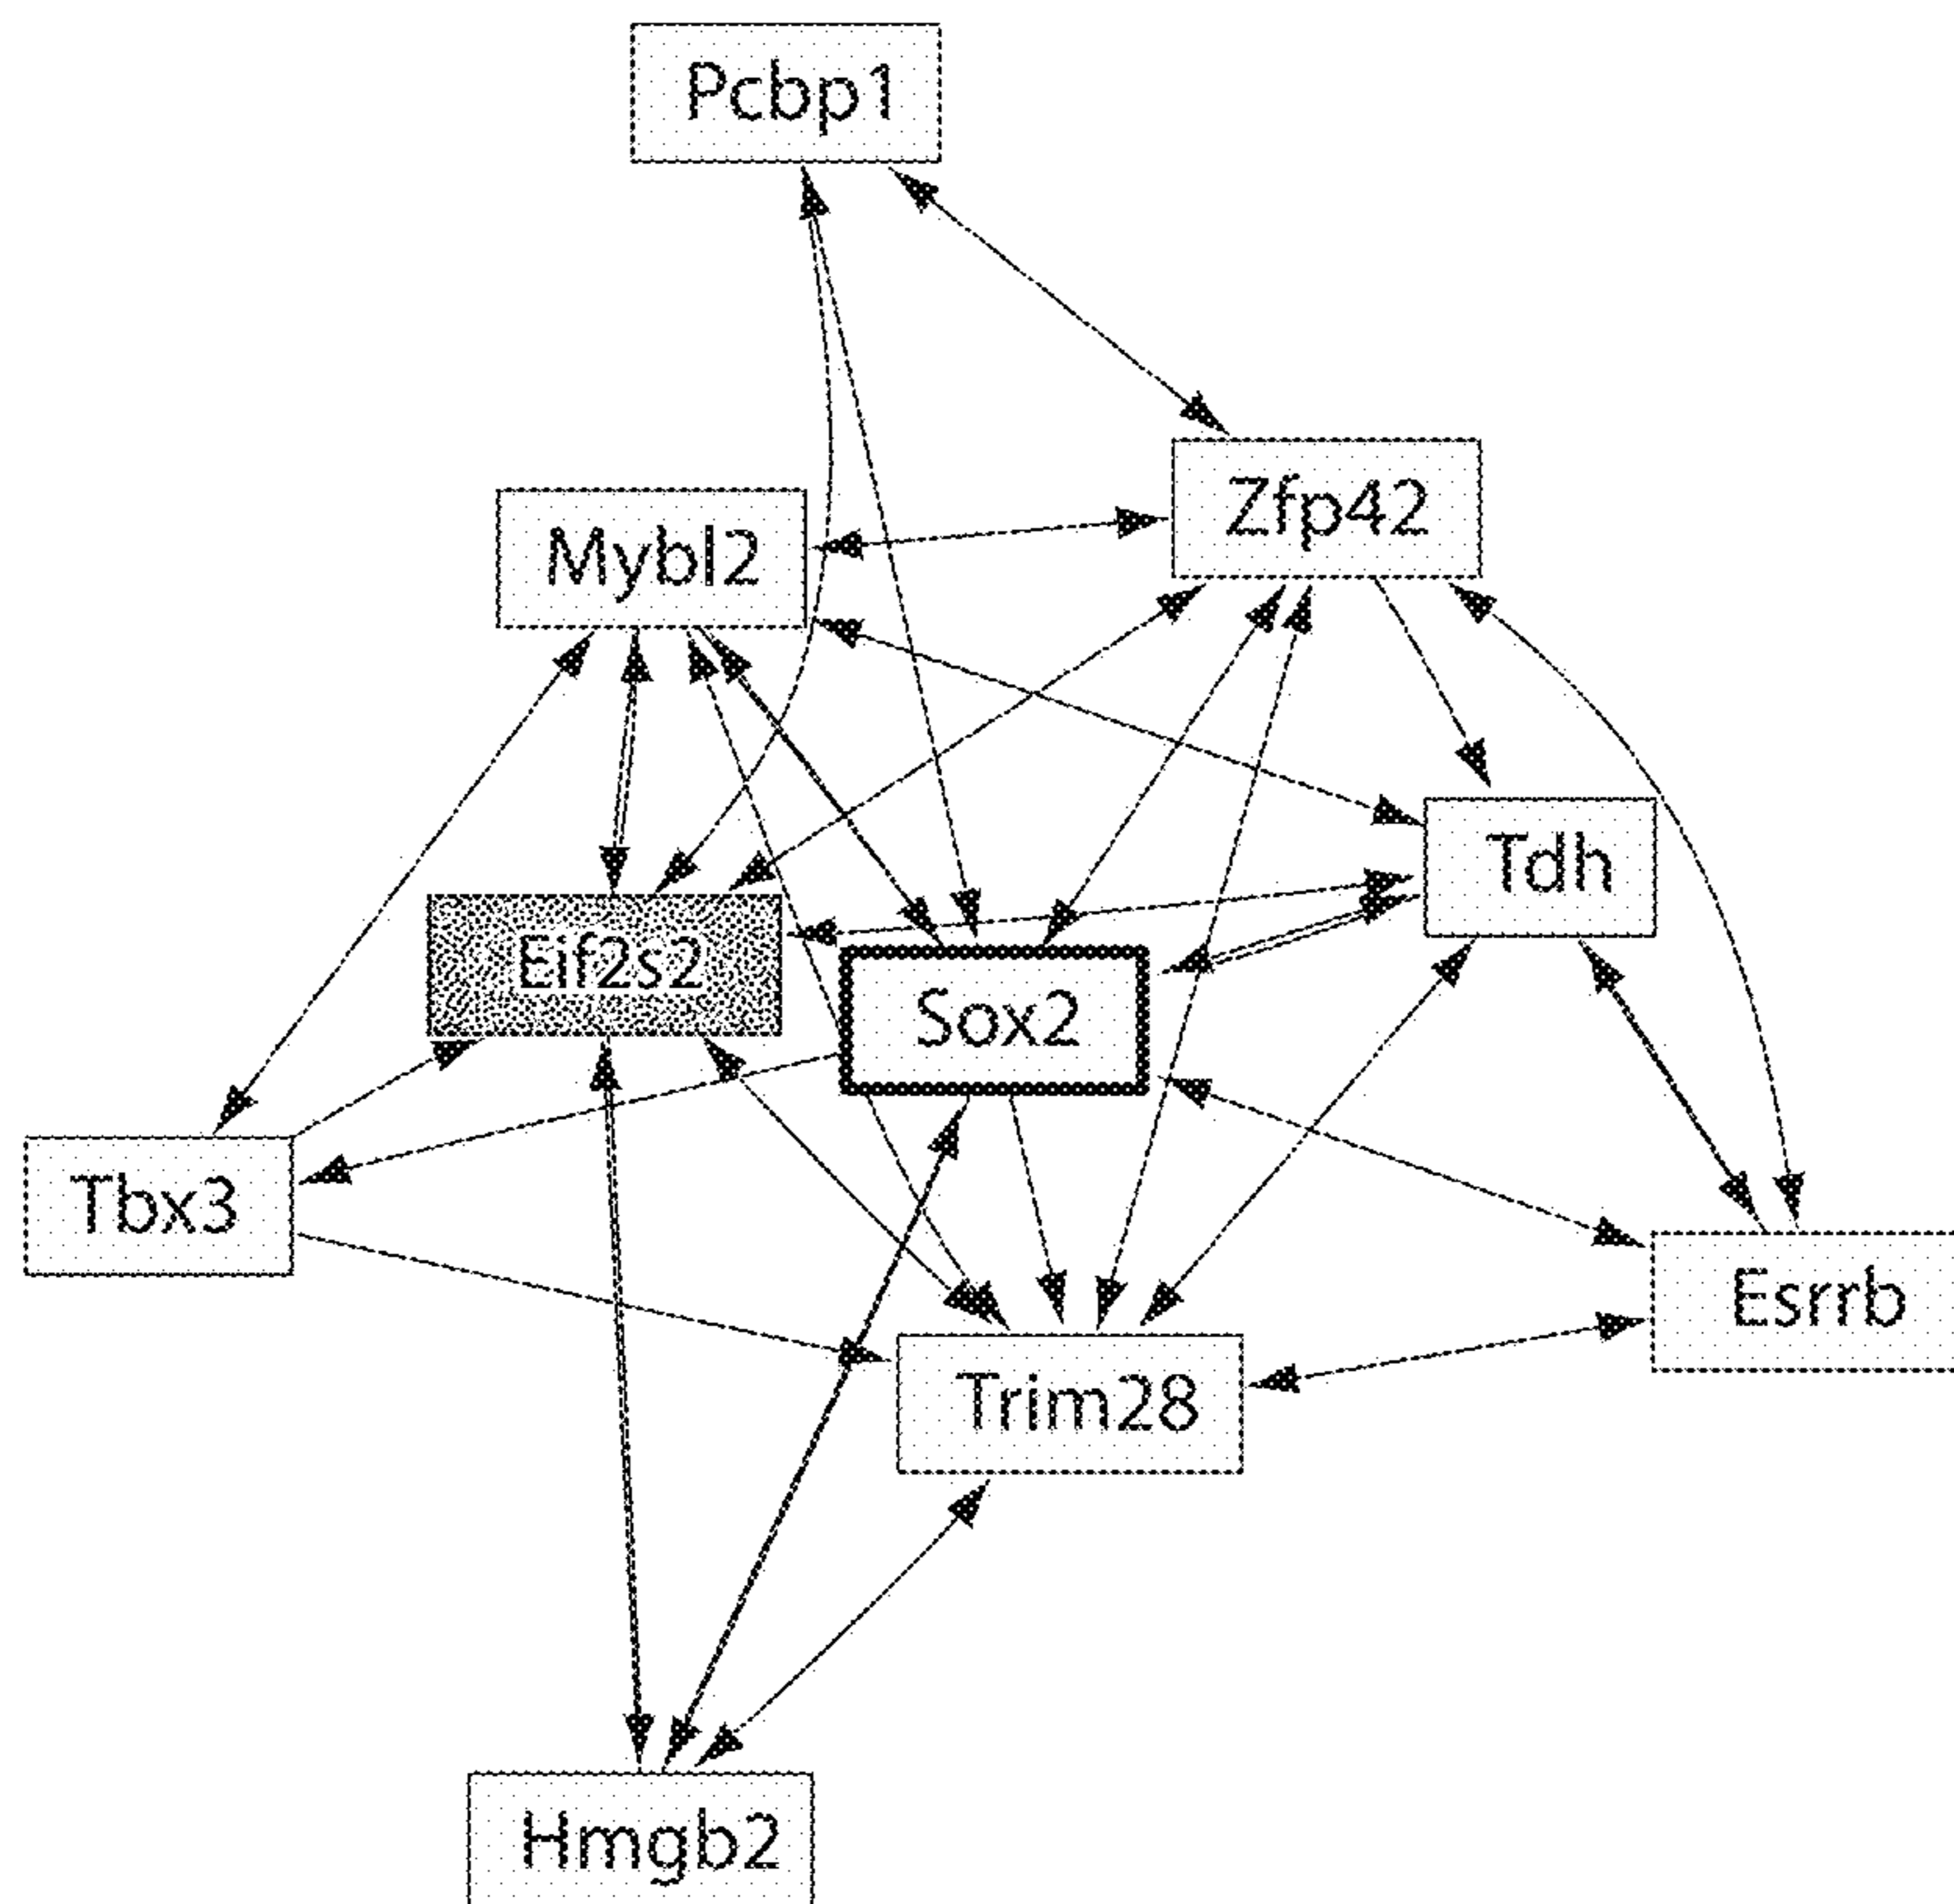 Pcbp1
Zfp42
Mybl2
Tdh
Eif2s2
Sox2
Tbx3
Esrrb
Trim28
Hmgb2